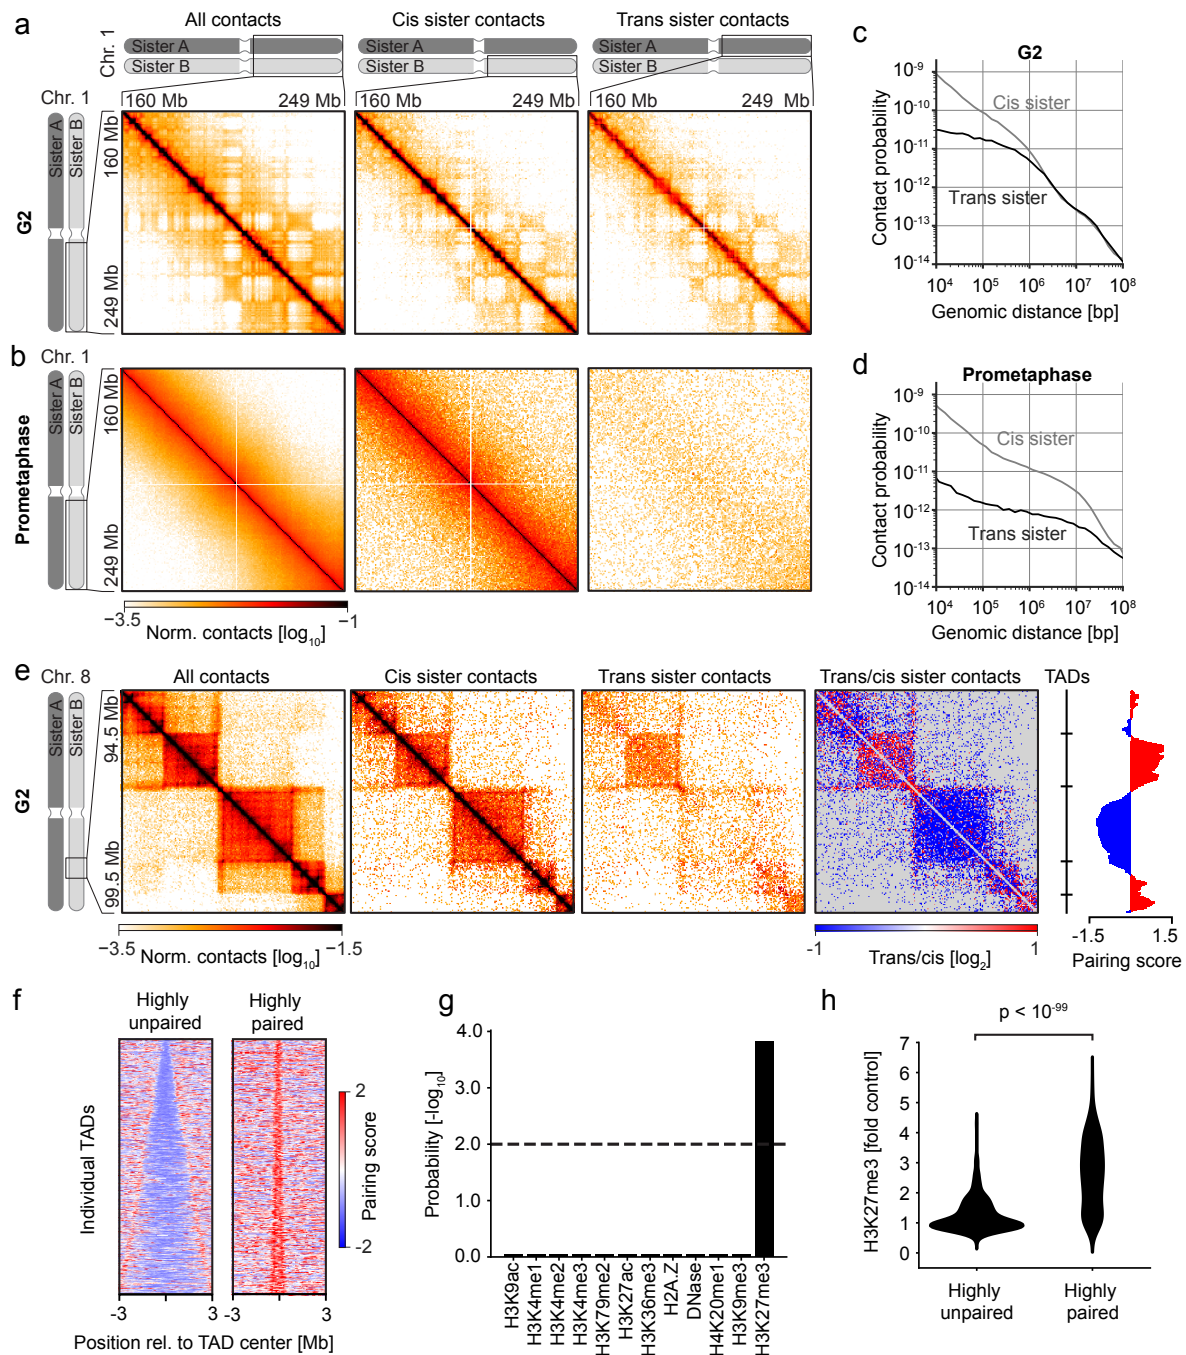 a
All contacts
Cis sister contacts
Trans sister contacts
Chr. 1
Sister A
Sister B
Sister A
Sister B
Sister A
Sister B
160 Mb 249 Mb
160 Mb 249 Mb
160 Mb 249 Mb
Chr. 1
G2
Sister A
Sister B
160 Mb
249 Mb
b
Chr. 1
Prometaphase
Sister A
Sister B
160 Mb
249 Mb
−3.5 −1
Norm. contacts [log10]
c
G2
Contact probability
10-9
10-10
10-11
10-12
10-13
10-14
Cis sister
Trans sister
10⁴ 10⁵ 10⁶ 10⁷ 10⁸
Genomic distance [bp]
d
Prometaphase
Contact probability
10-9
10-10
10-11
10-12
10-13
10-14
Cis sister
Trans sister
10⁴ 10⁵ 10⁶ 10⁷ 10⁸
Genomic distance [bp]
e
Chr. 8
All contacts
Cis sister contacts
Trans sister contacts
Trans/cis sister contacts
TADs
G2
Sister A
Sister B
94.5 Mb
99.5 Mb
−3.5 −1.5
Norm. contacts [log10]
-1 1
Trans/cis [log2]
-1.5 1.5
Pairing score
f
Highly
unpaired
Highly
paired
Individual TADs
2
-2
Pairing score
-3 3 -3 3
Position rel. to TAD center [Mb]
g
Probability [-log10]
4.0
3.0
2.0
1.0
0.0
H3K9ac
H3K4me1
H3K4me2
H3K4me3
H3K79me2
H3K27ac
H3K36me3
H2A.Z
DNase
H4K20me1
H3K9me3
H3K27me3
h
p < 10-99
H3K27me3 [fold control]
7
6
5
4
3
2
1
0
Highly
unpaired
Highly
paired